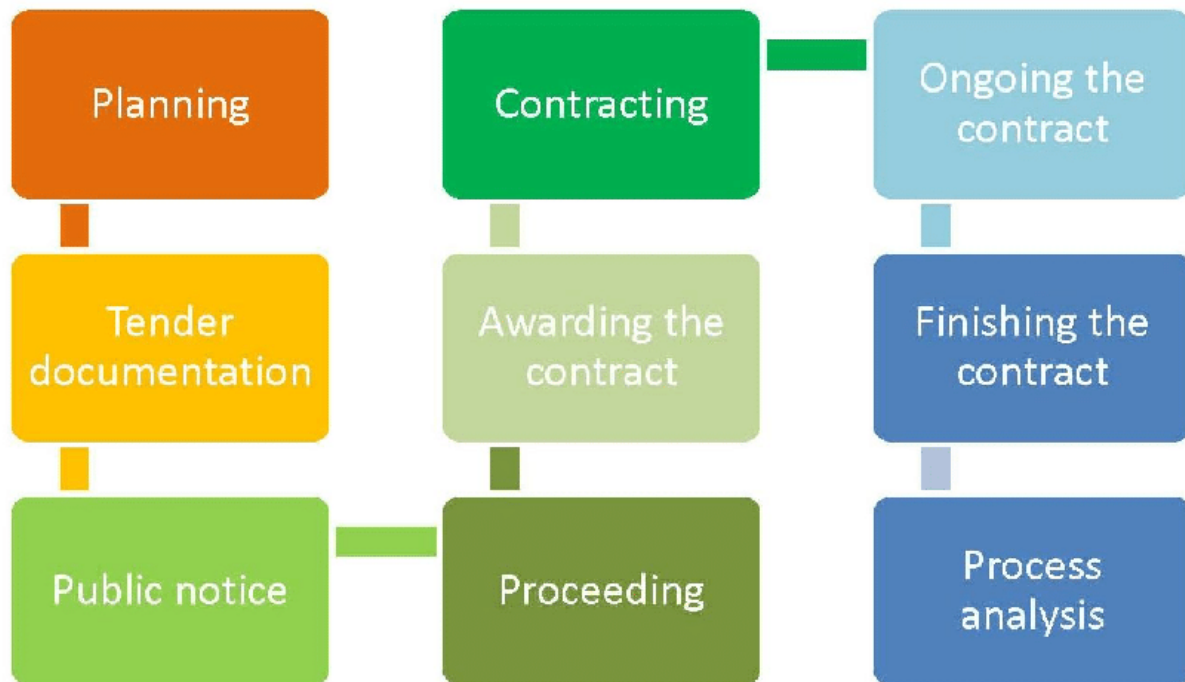 Planning
Tender
documentation
Public notice
Proceeding
Awarding the
contract
Contracting
Ongoing the
contract
Finishing the
contract
Process
analysis